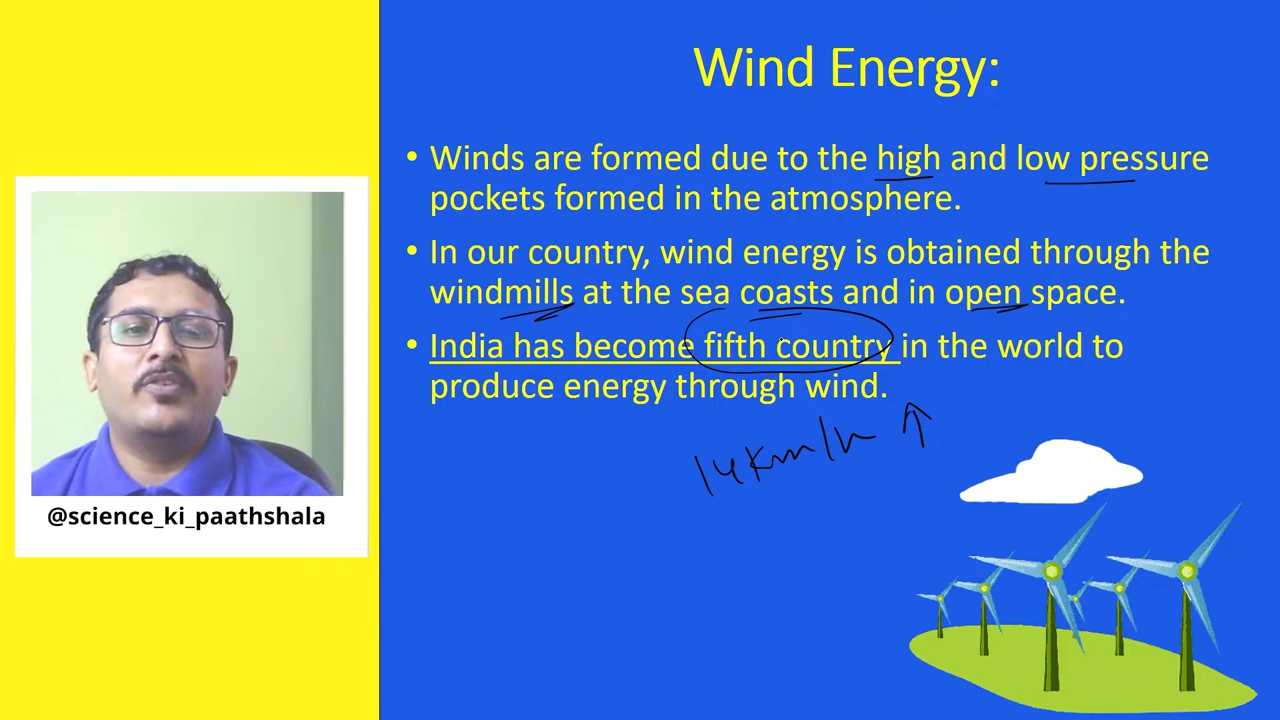 Wind Energy:
• Winds are formed due to the high and low pressure
pockets formed in the atmosphere.
• In our country, wind energy is obtained through the
windmills at the sea coasts and in open space.
• India has become fifth country in the world to
produce energy through wind.
14 Km/h ↑
@science_ki_paathshala